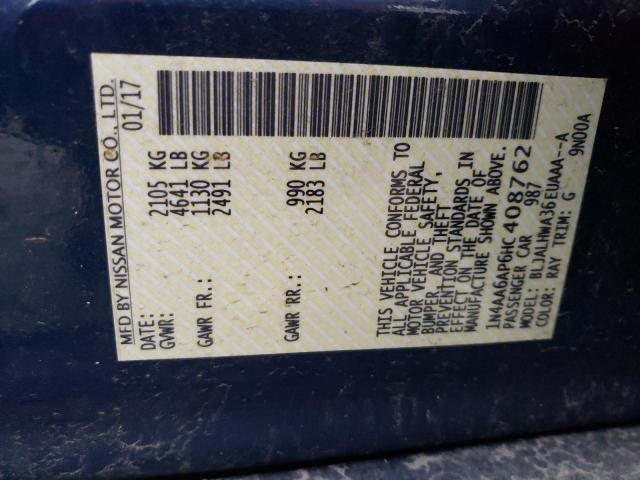 MFD BY NISSAN MOTOR CO., LTD.
DATE: 01/17
GVWR: 2105 KG
4641 LB
GAWR FR.: 1130 KG
2491 LB
GAWR RR.: 990 KG
2183 LB
THIS VEHICLE CONFORMS TO
ALL APPLICABLE FEDERAL
MOTOR VEHICLE SAFETY,
BUMPER, AND THEFT
PREVENTION STANDARDS IN
EFFECT ON THE DATE OF
MANUFACTURE SHOWN ABOVE.
1N4AA6AP6HC408762
PASSENGER CAR 987
MODEL: BLJALHWA36EUAAA--A
COLOR: RAY TRIM: G 9N00A